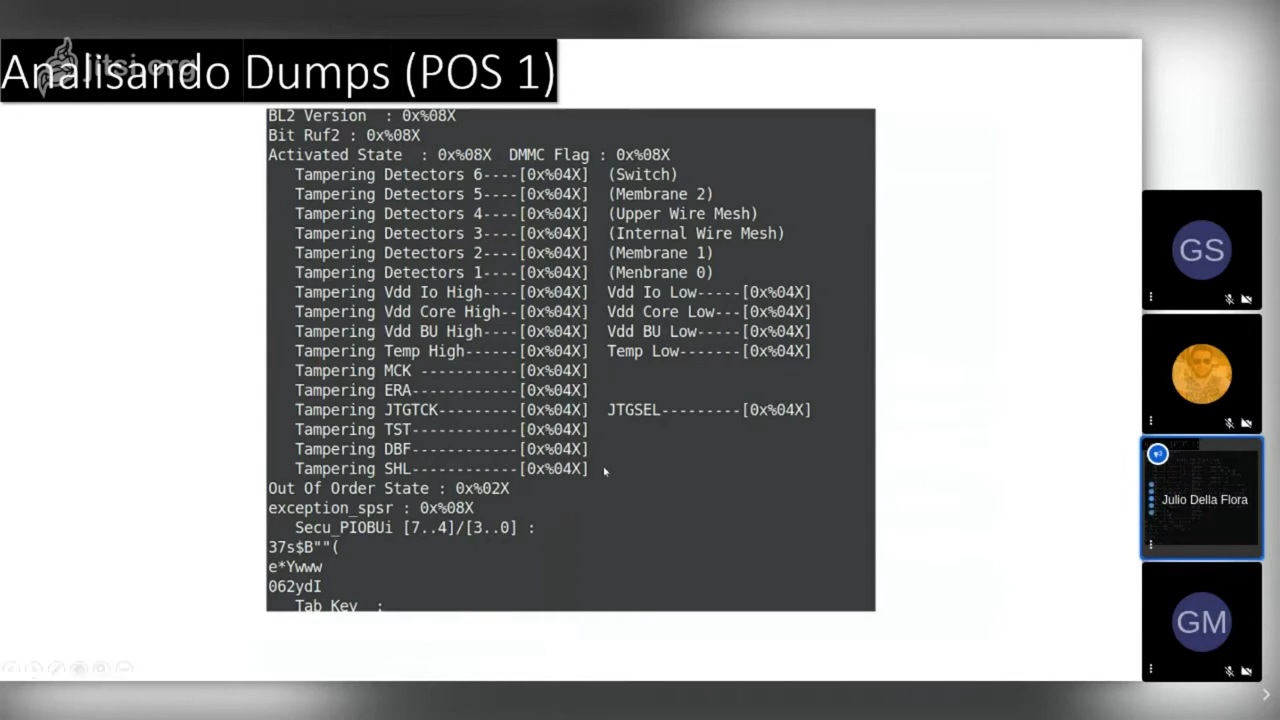 Jitsi.org
Analisando Dumps (POS 1)
BL2 Version  : 0x%08X
Bit Ruf2 : 0x%08X
Activated State  : 0x%08X  DMMC Flag : 0x%08X
Tampering Detectors 6----[0x%04X]  (Switch)
Tampering Detectors 5----[0x%04X]  (Membrane 2)
Tampering Detectors 4----[0x%04X]  (Upper Wire Mesh)
Tampering Detectors 3----[0x%04X]  (Internal Wire Mesh)
Tampering Detectors 2----[0x%04X]  (Membrane 1)
Tampering Detectors 1----[0x%04X]  (Menbrane 0)
Tampering Vdd Io High----[0x%04X]  Vdd Io Low-----[0x%04X]
Tampering Vdd Core High--[0x%04X]  Vdd Core Low---[0x%04X]
Tampering Vdd BU High----[0x%04X]  Vdd BU Low-----[0x%04X]
Tampering Temp High------[0x%04X]  Temp Low-------[0x%04X]
Tampering MCK -----------[0x%04X]
Tampering ERA------------[0x%04X]
Tampering JTGTCK---------[0x%04X]  JTGSEL---------[0x%04X]
Tampering TST------------[0x%04X]
Tampering DBF------------[0x%04X]
Tampering SHL------------[0x%04X]
Out Of Order State : 0x%02X
exception_spsr : 0x%08X
Secu_PIOBUi [7..4]/[3..0] :
37s$B""(
e*Ywww
062ydI
Tab Key  :
GS
Julio Della Flora
GM